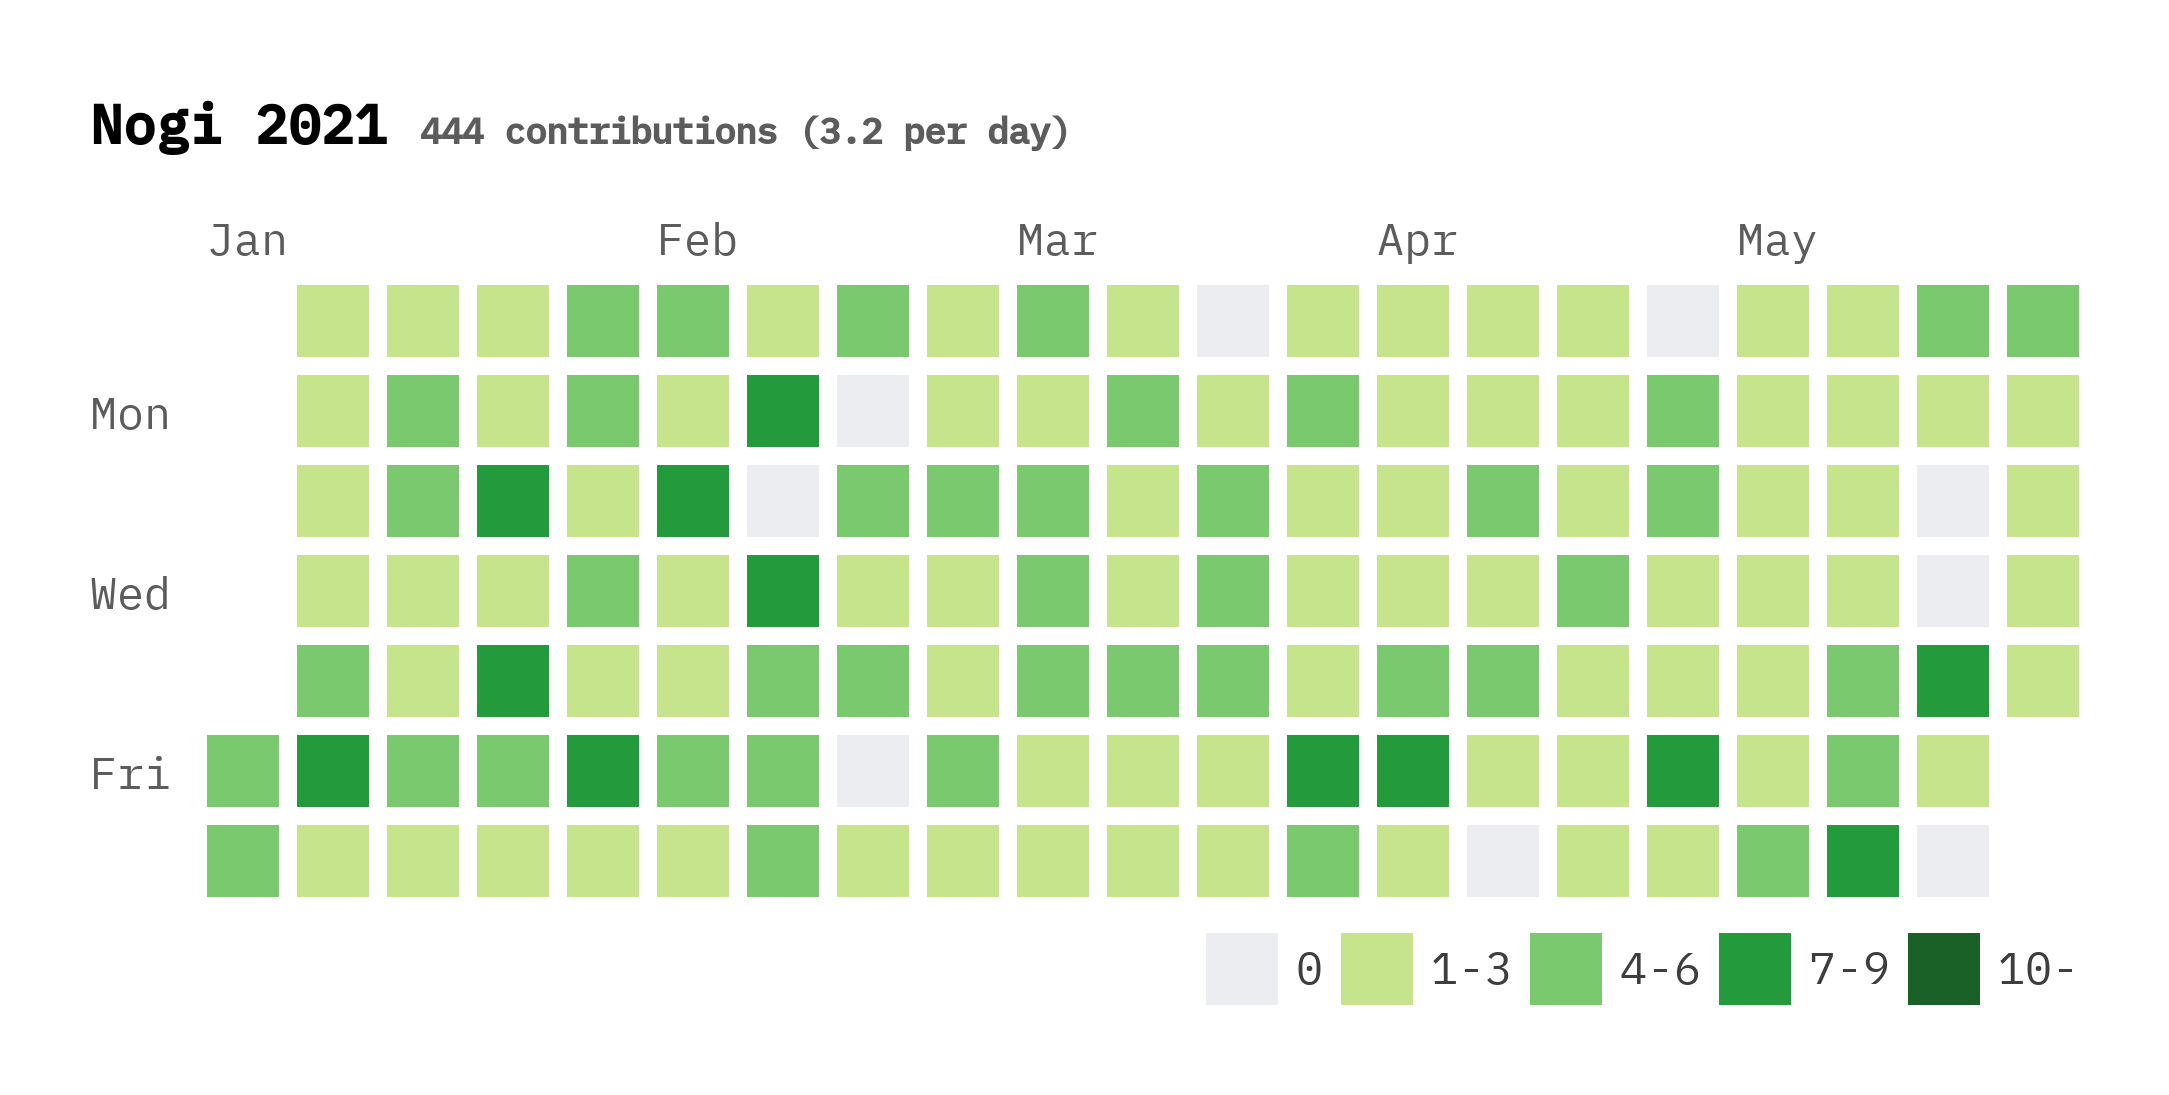 Nogi 2021 444 contributions (3.2 per day)
Jan Feb Mar Apr May
Mon
Wed
Fri
0 1-3 4-6 7-9 10-